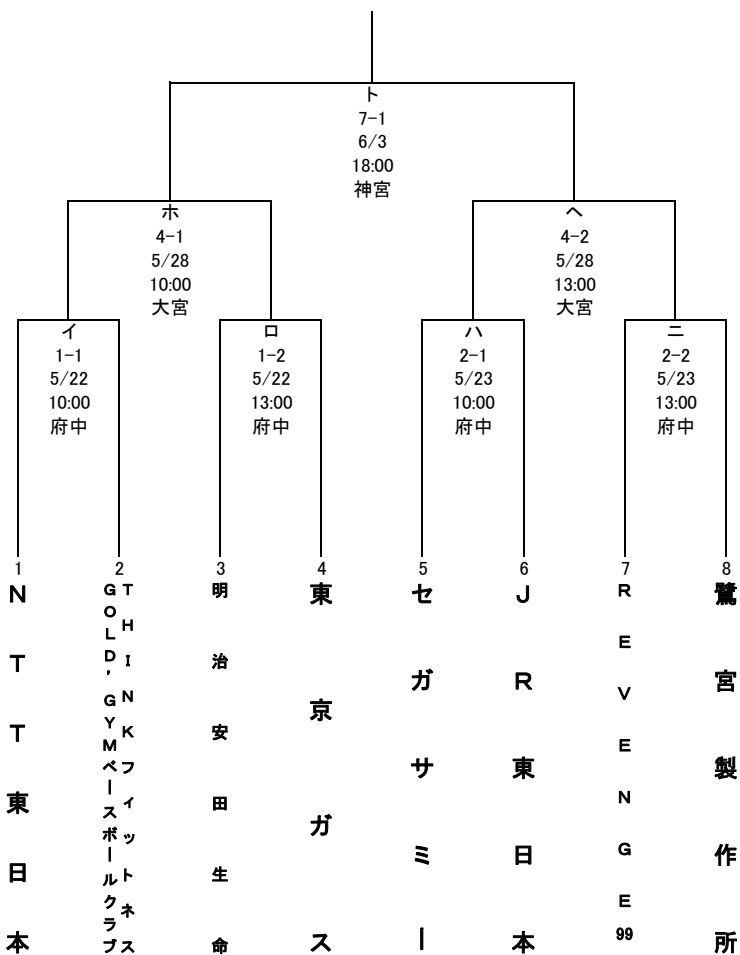 ト
7-1
6/3
18:00
神宮
ホ
4-1
5/28
10:00
大宮
ヘ
4-2
5/28
13:00
大宮
イ
1-1
5/22
10:00
府中
ロ
1-2
5/22
13:00
府中
ハ
2-1
5/23
10:00
府中
ニ
2-2
5/23
13:00
府中
1
2
3
4
5
6
7
8
NTT東日本
THINKフィットネス
GOLD'GYMベースボールクラブ
明治安田生命
東京ガス
セガサミー
JR東日本
REVENGE99
鷺宮製作所